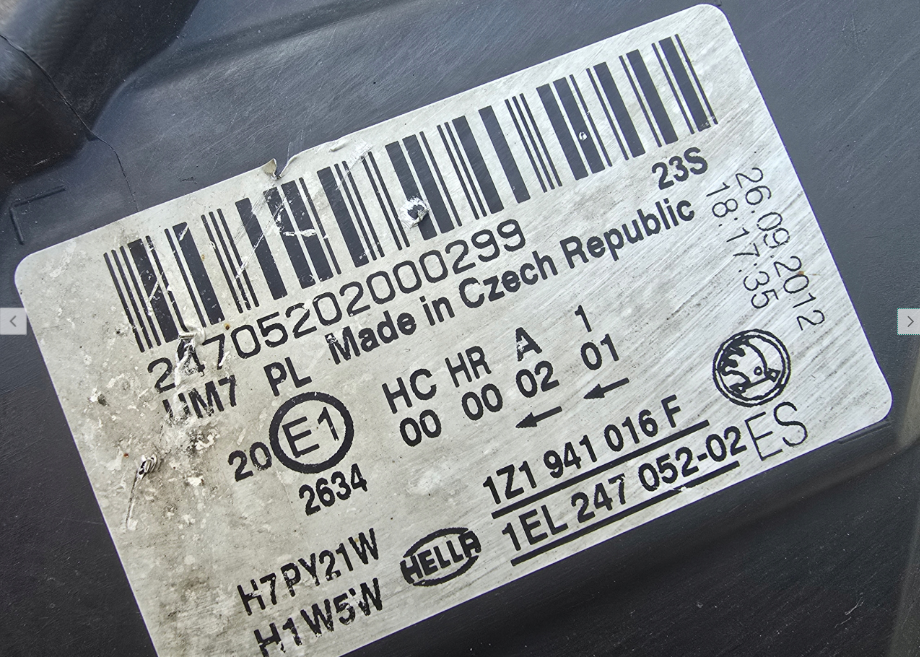 24705202000299
23S
UM7 PL Made in Czech Republic
26.09.2012
18:17:35
HC HR A 1
20 E1 00 00 02 01
2634
← ←
1Z1 941 016 F
1EL 247 052-02 ES
H7PY21W
H1W5W
HELLA